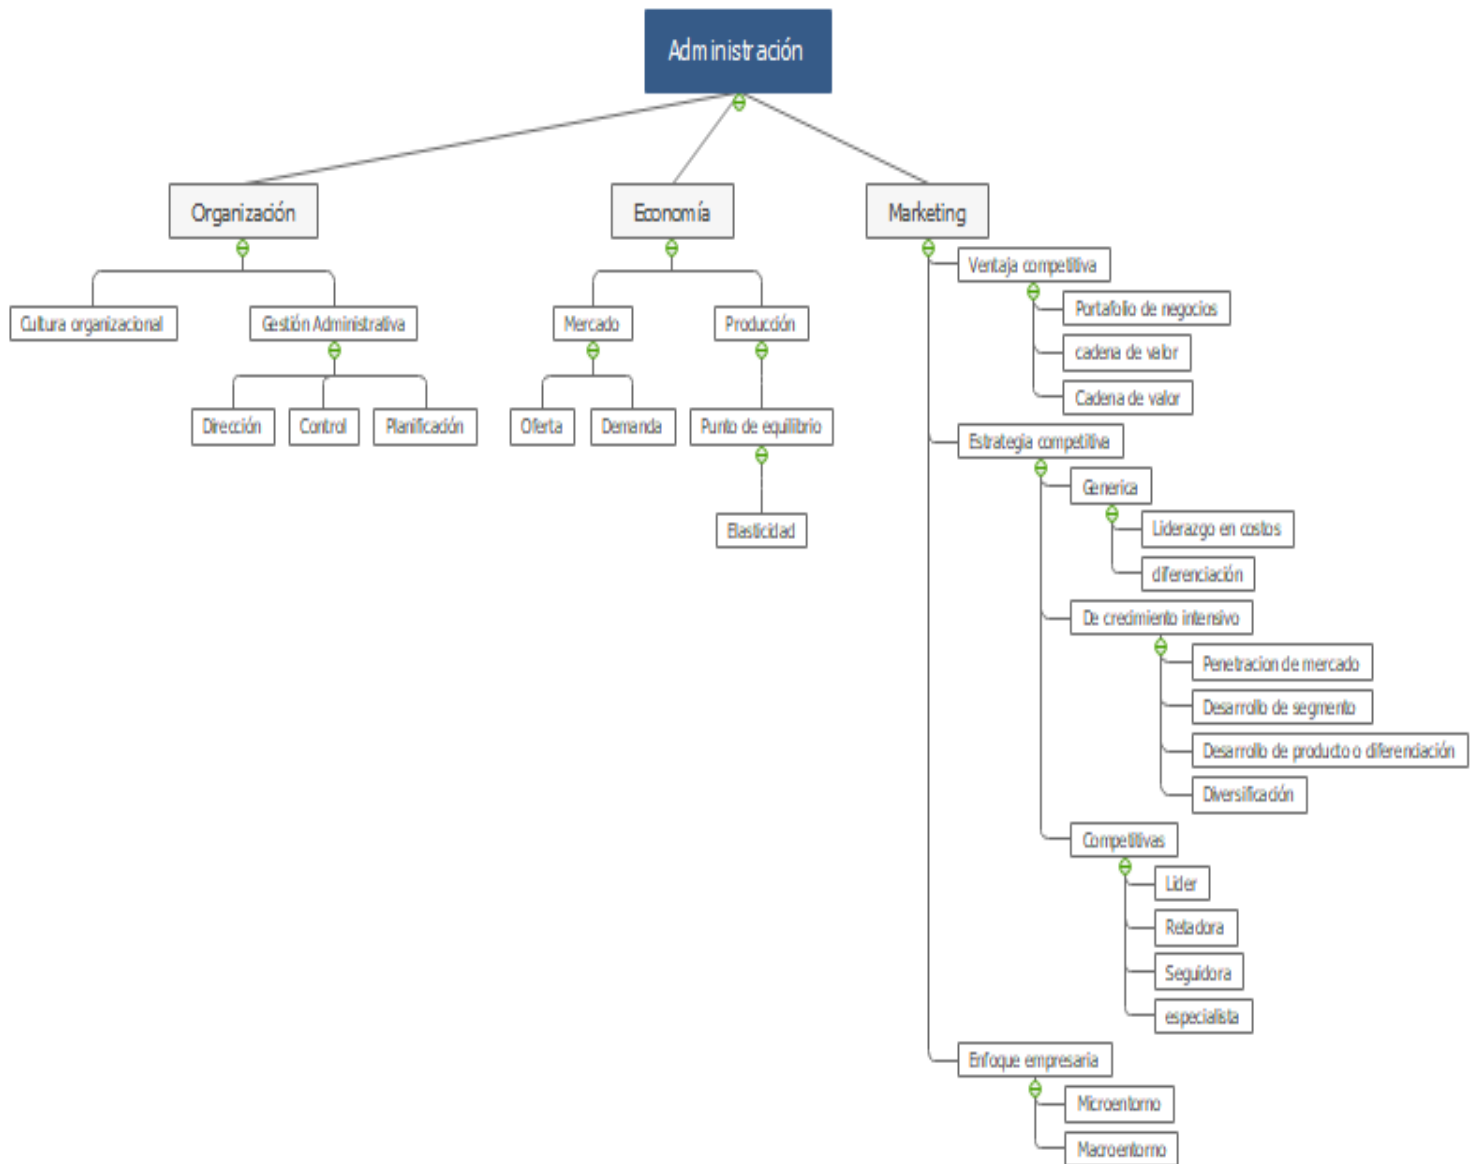 Administración
Organización
Economía
Marketing
Cultura organizacional
Gestión Administrativa
Dirección
Control
Planificación
Mercado
Producción
Oferta
Demanda
Punto de equilibrio
Elasticidad
Ventaja competitiva
Portafolio de negocios
cadena de valor
Cadena de valor
Estrategia competitiva
Generica
Liderazgo en costos
diferenciación
De crecimiento intensivo
Penetracion de mercado
Desarrollo de segmento
Desarrollo de producto o diferenciación
Diversificación
Competitivas
Lider
Retadora
Seguidora
especialista
Enfoque empresaria
Microentorno
Macroentorno